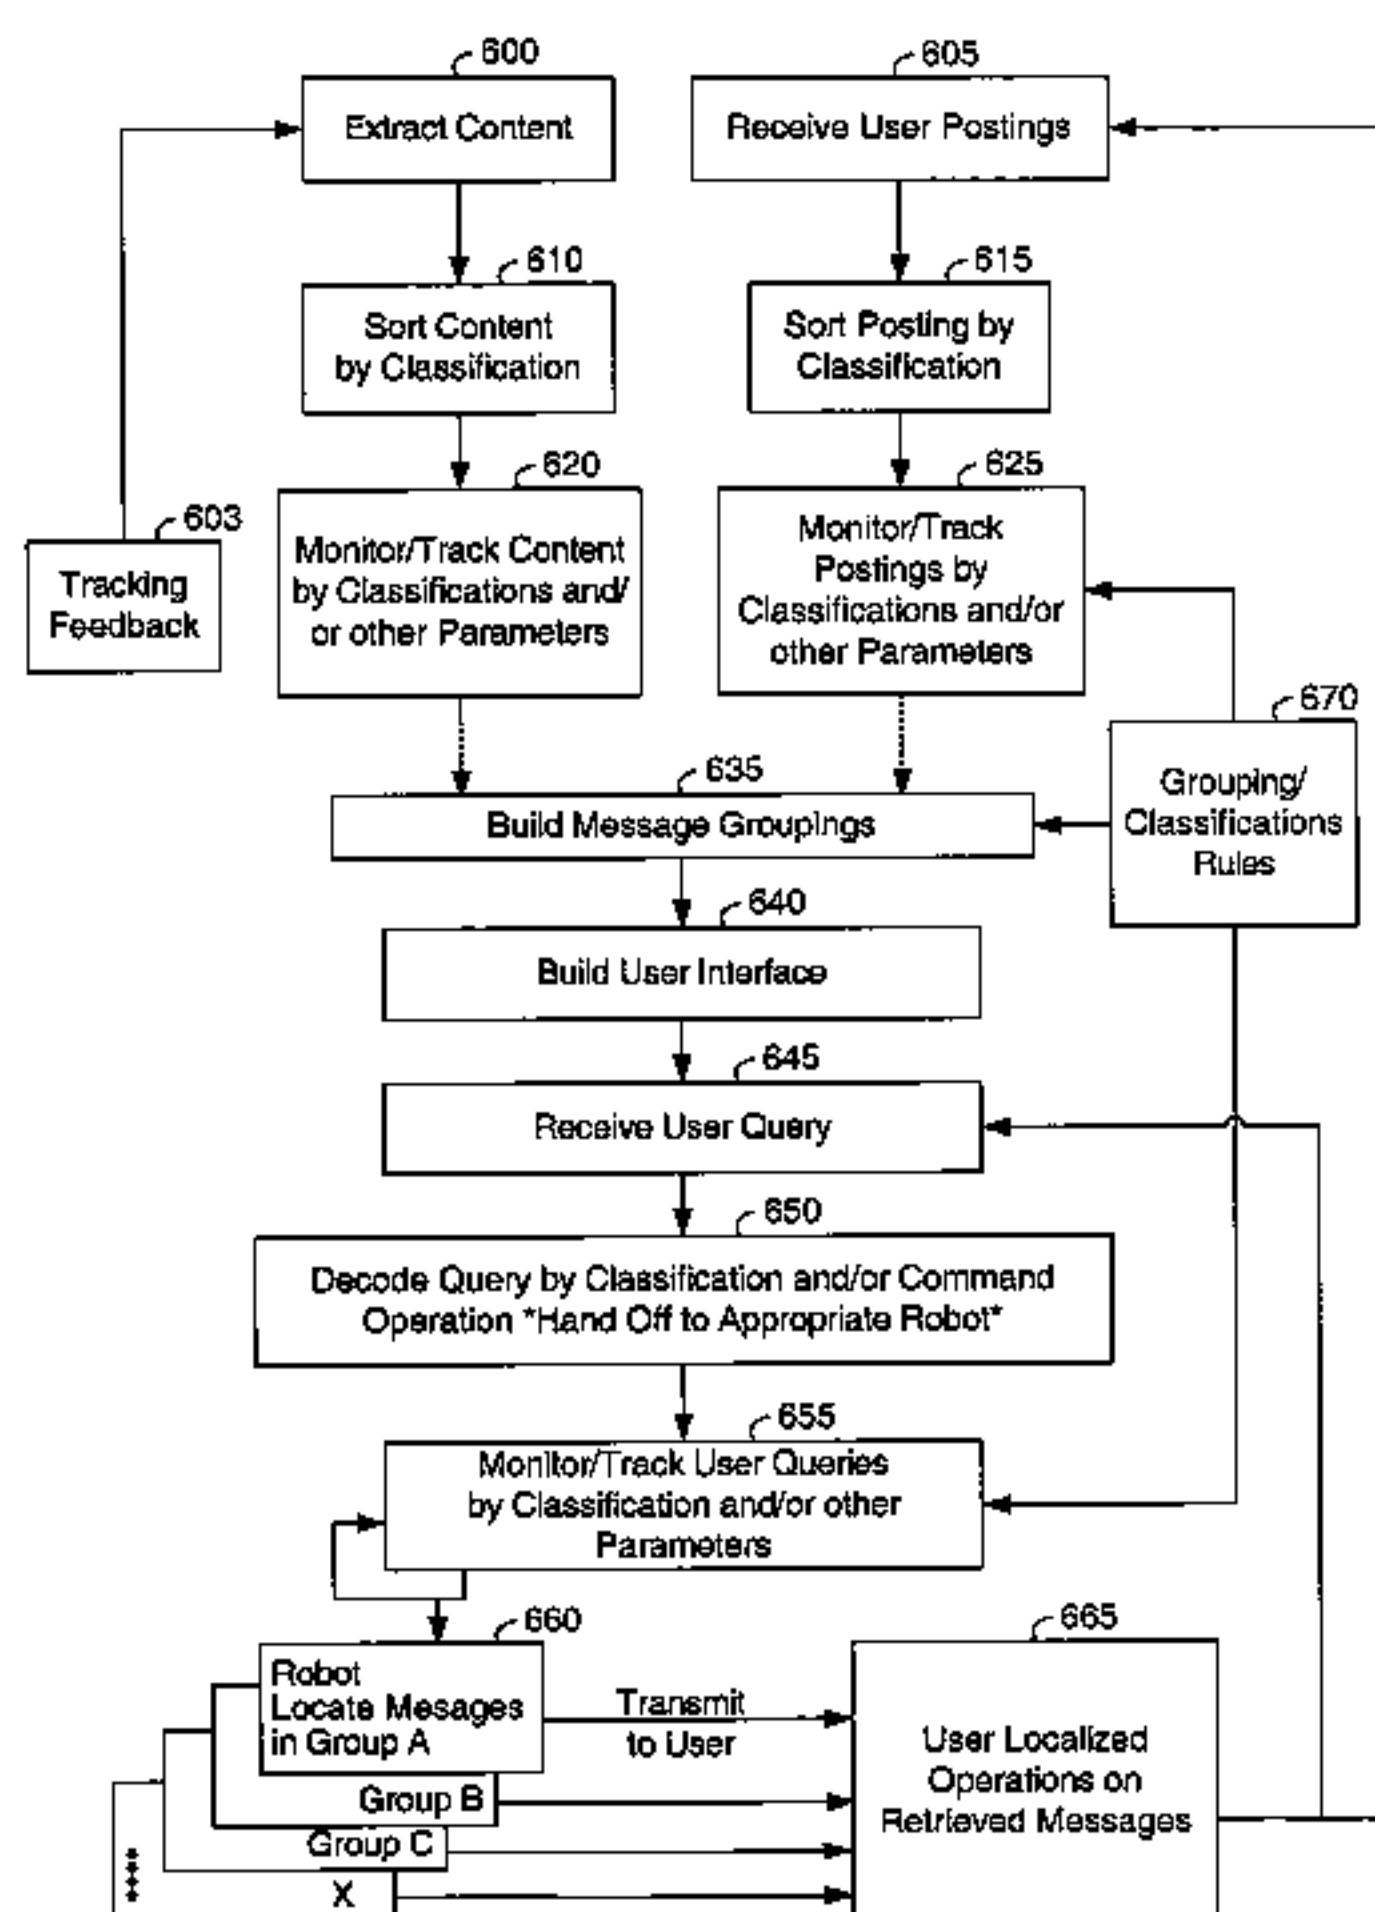 600
Extract Content
605
Receive User Postings
610
Sort Content
by Classification
615
Sort Posting by
Classification
620
Monitor/Track Content
by Classifications and/
or other Parameters
625
Monitor/Track
Postings by
Classifications and/or
other Parameters
603
Tracking
Feedback
670
Grouping/
Classifications
Rules
635
Build Message Groupings
640
Build User Interface
645
Receive User Query
650
Decode Query by Classification and/or Command
Operation *Hand Off to Appropriate Robot*
655
Monitor/Track User Queries
by Classification and/or other
Parameters
660
Robot
Locate Mesages
in Group A
Group B
Group C
X
Transmit
to User
665
User Localized
Operations on
Retrieved Messages